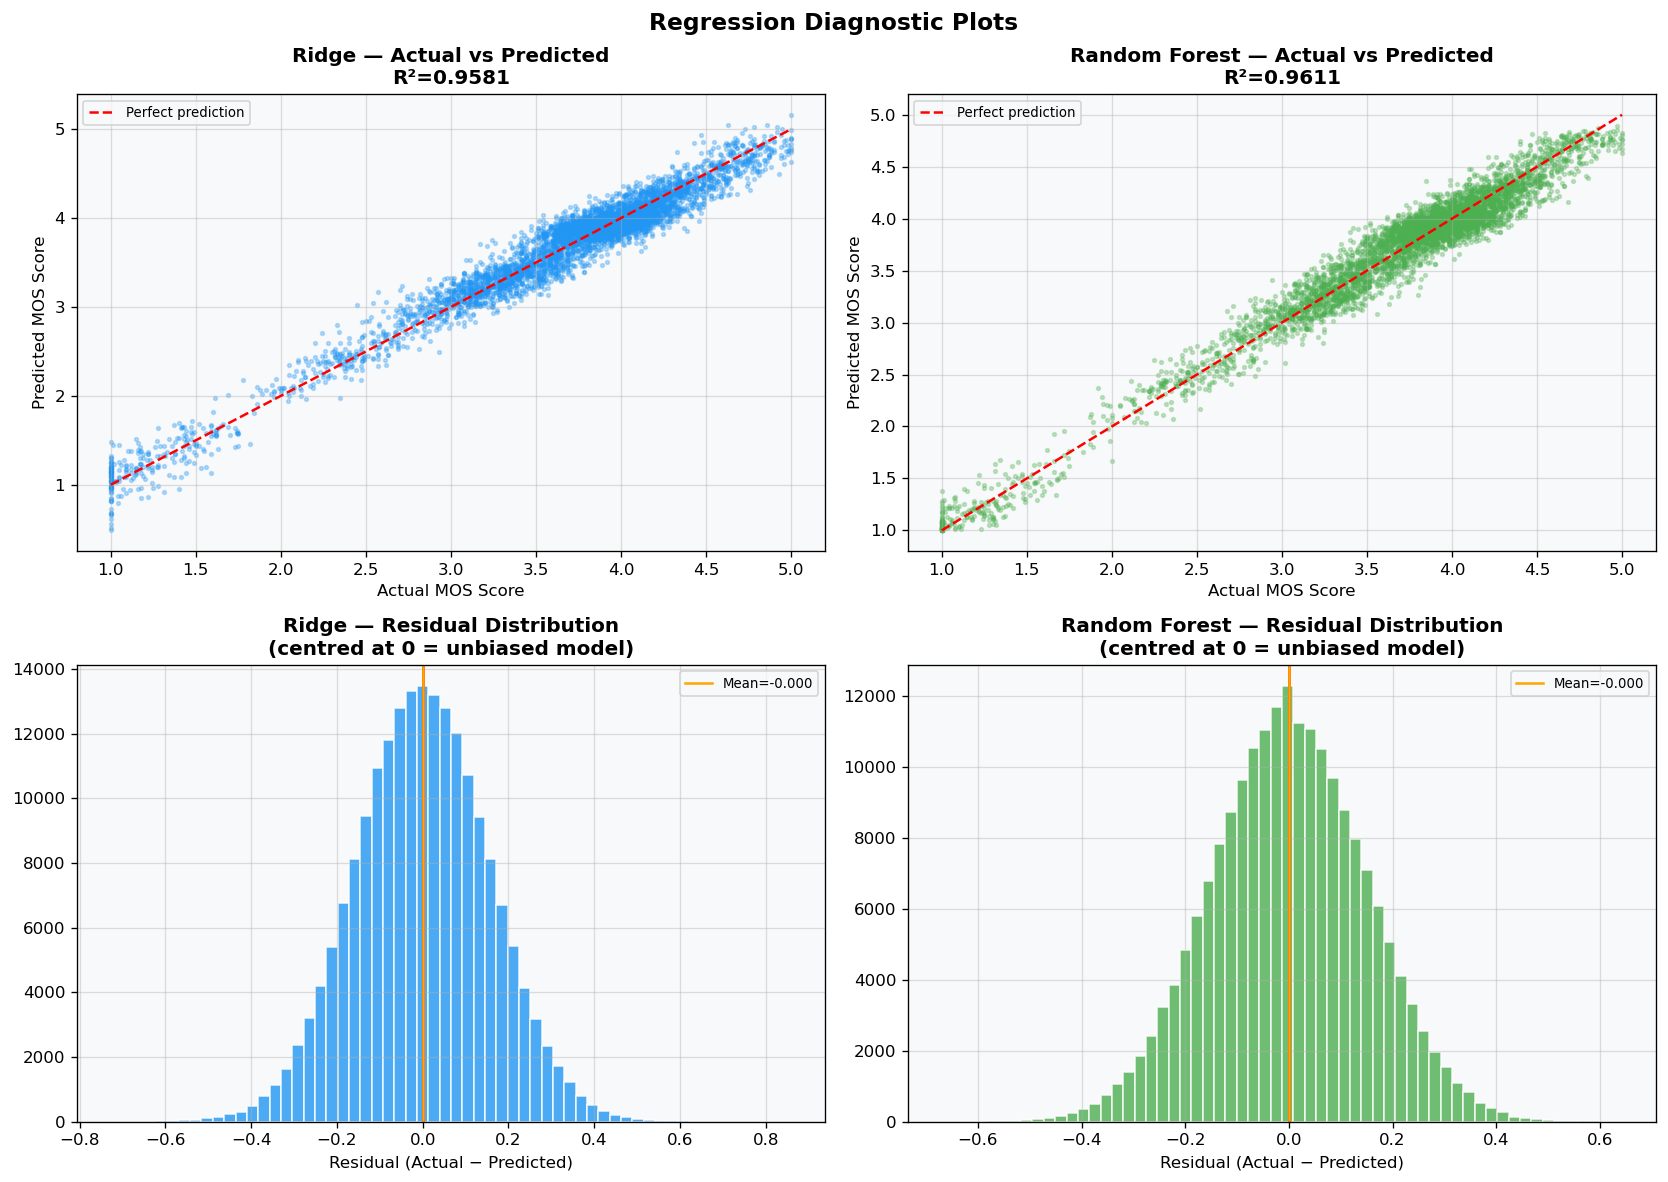 Regression Diagnostic Plots
Ridge — Actual vs Predicted
R²=0.9581
Perfect prediction
5
4
3
2
1
Predicted MOS Score
1.0 1.5 2.0 2.5 3.0 3.5 4.0 4.5 5.0
Actual MOS Score
Random Forest — Actual vs Predicted
R²=0.9611
Perfect prediction
5.0
4.5
4.0
3.5
3.0
2.5
2.0
1.5
1.0
Predicted MOS Score
1.0 1.5 2.0 2.5 3.0 3.5 4.0 4.5 5.0
Actual MOS Score
Ridge — Residual Distribution
(centred at 0 = unbiased model)
Mean=-0.000
14000
12000
10000
8000
6000
4000
2000
0
−0.8 −0.6 −0.4 −0.2 0.0 0.2 0.4 0.6 0.8
Residual (Actual − Predicted)
Random Forest — Residual Distribution
(centred at 0 = unbiased model)
Mean=-0.000
12000
10000
8000
6000
4000
2000
0
−0.6 −0.4 −0.2 0.0 0.2 0.4 0.6
Residual (Actual − Predicted)